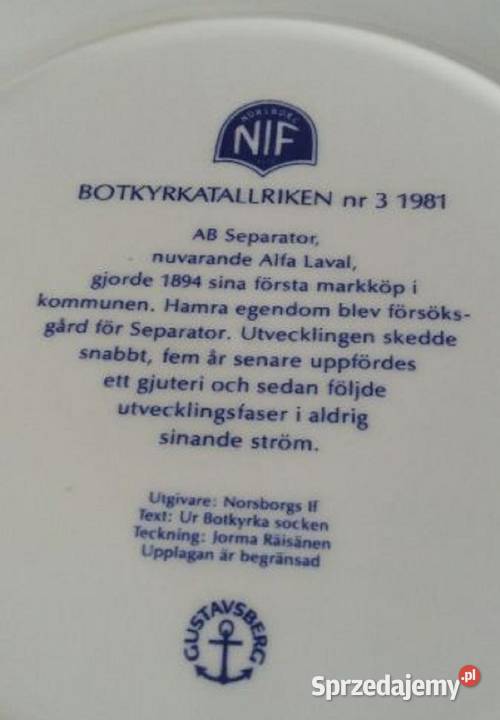 NORSBORG
NIF
BOTKYRKATALLRIKEN nr 3 1981
AB Separator,
nuvarande Alfa Laval,
gjorde 1894 sina första markköp i
kommunen. Hamra egendom blev försöks-
gård för Separator. Utvecklingen skedde
snabbt, fem år senare uppfördes
ett gjuteri och sedan följde
utvecklingsfaser i aldrig
sinande ström.
Utgivare: Norsborgs If
Text: Ur Botkyrka socken
Teckning: Jorma Räisänen
Upplagan är begränsad
GUSTAVSBERG
Sprzedajemy.pl